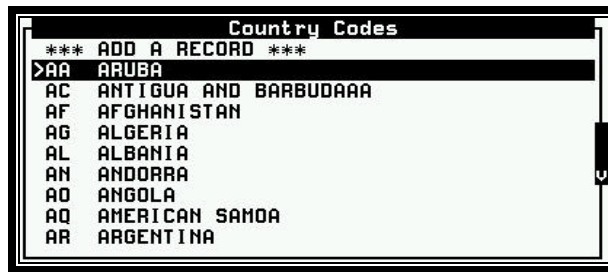 Country Codes
*** ADD A RECORD ***
>AA ARUBA
AC ANTIGUA AND BARBUDAAA
AF AFGHANISTAN
AG ALGERIA
AL ALBANIA
AN ANDORRA
AO ANGOLA
AQ AMERICAN SAMOA
AR ARGENTINA
v